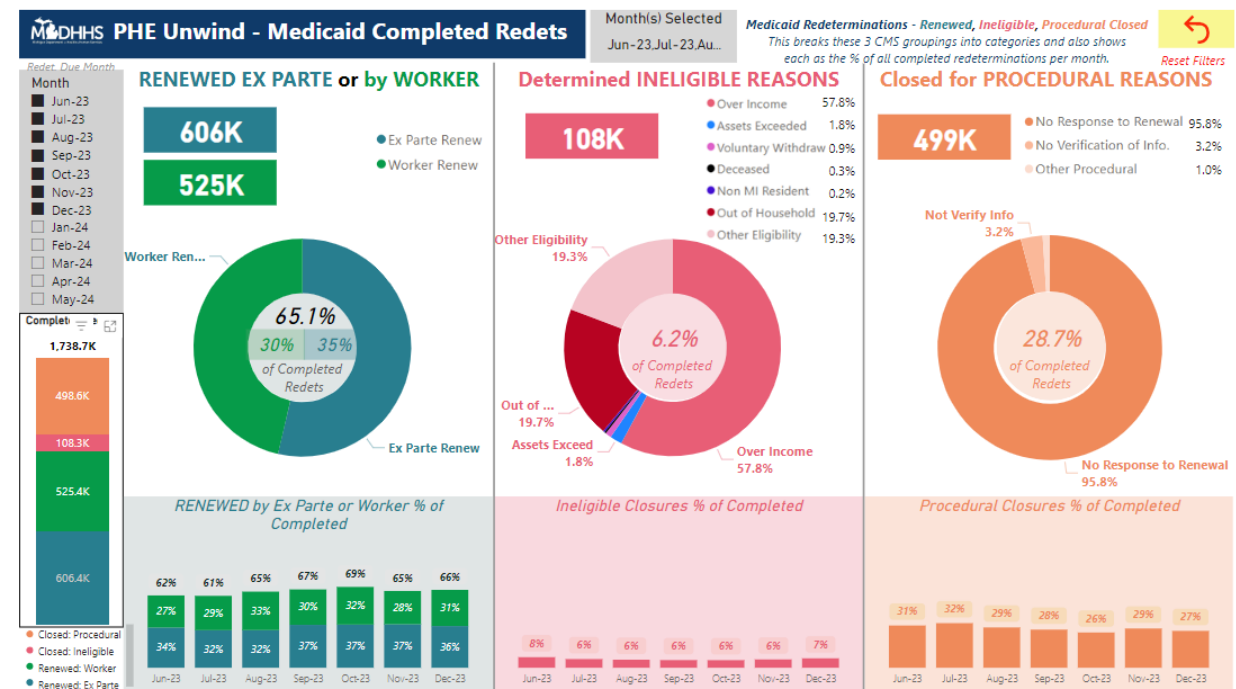 MDHHS PHE Unwind - Medicaid Completed Redets
Month(s) Selected
Jun-23,Jul-23,Au...
Medicaid Redeterminations - Renewed, Ineligible, Procedural Closed
This breaks these 3 CMS groupings into categories and also shows
each as the % of all completed redeterminations per month.
Reset Filters
Redet. Due Month
Month
Jun-23
Jul-23
Aug-23
Sep-23
Oct-23
Nov-23
Dec-23
Jan-24
Feb-24
Mar-24
Apr-24
May-24
1,738.7K
498.6K
108.3K
525.4K
606.4K
Closed: Procedural
Closed: Ineligible
Renewed: Worker
Renewed: Ex Parte
RENEWED EX PARTE or by WORKER
606K
525K
Ex Parte Renew
Worker Renew
Worker Ren...
65.1%
30% 35%
of Completed
Redets
Ex Parte Renew
RENEWED by Ex Parte or Worker % of
Completed
62% 61% 65% 67% 69% 65% 66%
27% 29% 33% 30% 32% 28% 31%
34% 32% 32% 37% 37% 37% 36%
Jun-23 Jul-23 Aug-23 Sep-23 Oct-23 Nov-23 Dec-23
Determined INELIGIBLE REASONS
108K
Over Income 57.8%
Assets Exceeded 1.8%
Voluntary Withdraw 0.9%
Deceased 0.3%
Non MI Resident 0.2%
Out of Household 19.7%
Other Eligibility 19.3%
Other Eligibility
19.3%
6.2%
of Completed
Redets
Out of ...
19.7%
Assets Exceed
1.8%
Over Income
57.8%
Ineligible Closures % of Completed
8% 6% 6% 6% 6% 6% 7%
Jun-23 Jul-23 Aug-23 Sep-23 Oct-23 Nov-23 Dec-23
Closed for PROCEDURAL REASONS
499K
No Response to Renewal 95.8%
No Verification of Info. 3.2%
Other Procedural 1.0%
Not Verify Info
3.2%
28.7%
of Completed
Redets
No Response to Renewal
95.8%
Procedural Closures % of Completed
31% 32% 29% 28% 26% 29% 27%
Jun-23 Jul-23 Aug-23 Sep-23 Oct-23 Nov-23 Dec-23